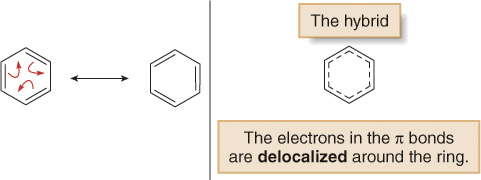 The hybrid
The electrons in the π bonds
are delocalized around the ring.